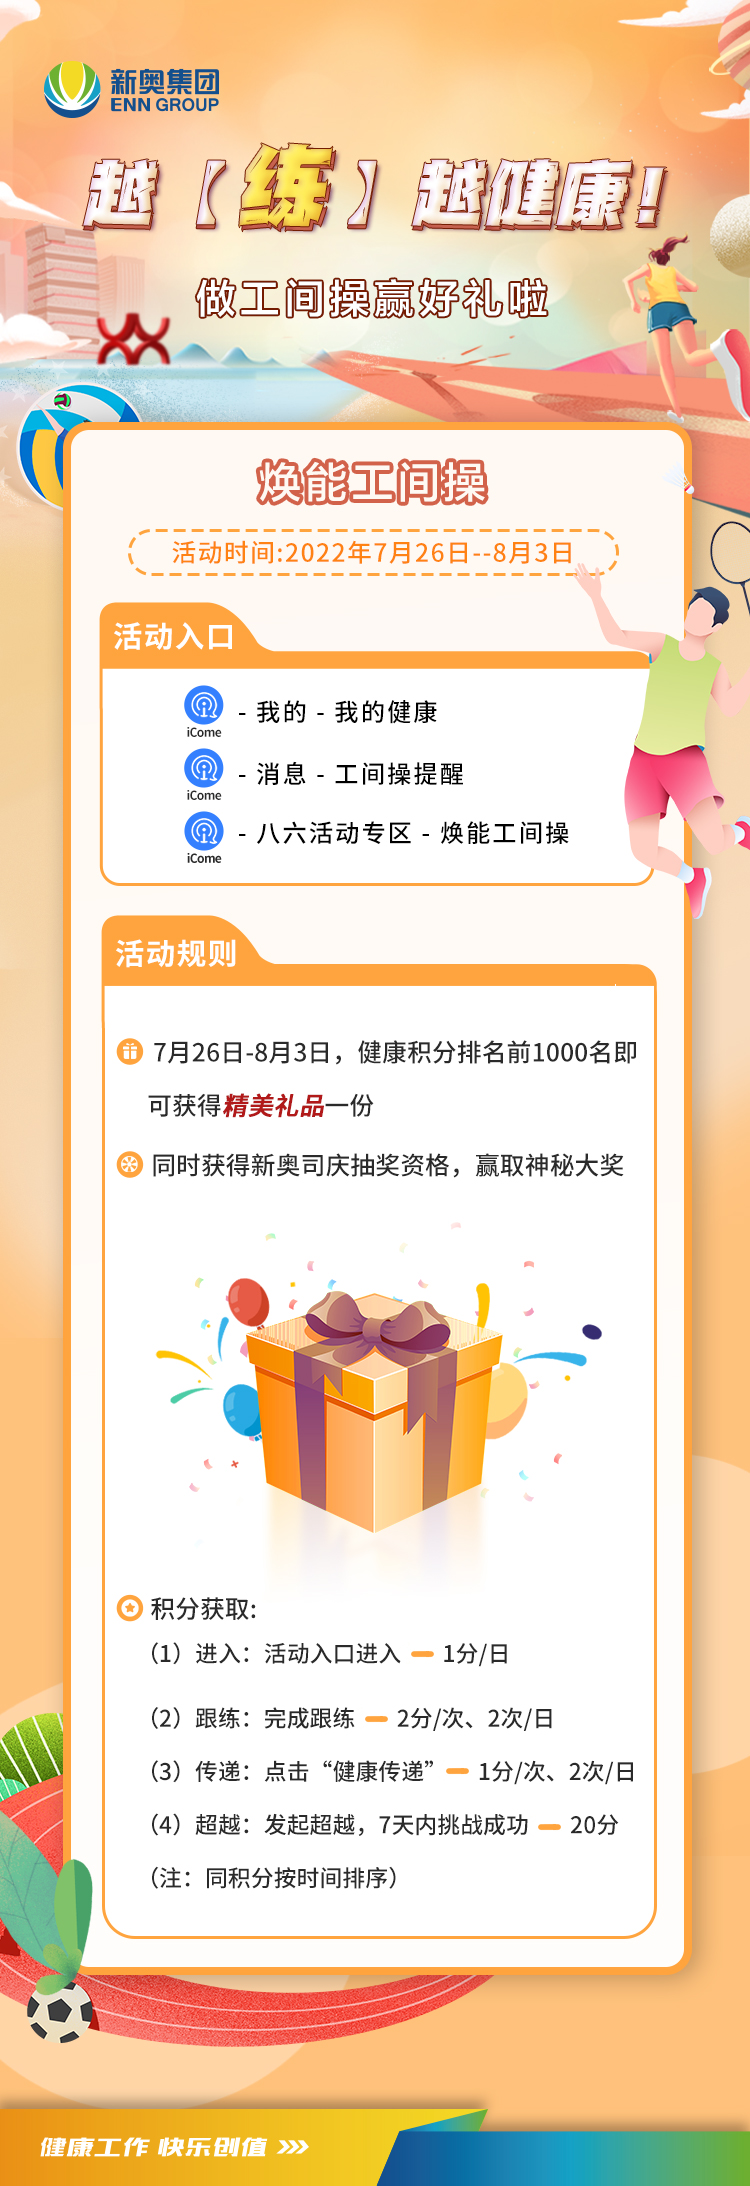 新奥集团
ENN GROUP
越【练】越健康!
做工间操赢好礼啦
焕能工间操
活动时间:2022年7月26日--8月3日
活动入口
iCome - 我的 - 我的健康
iCome - 消息 - 工间操提醒
iCome - 八六活动专区 - 焕能工间操
活动规则
7月26日-8月3日，健康积分排名前1000名即
可获得精美礼品一份
同时获得新奥司庆抽奖资格，赢取神秘大奖
积分获取:
（1）进入：活动入口进入 — 1分/日
（2）跟练：完成跟练 — 2分/次、2次/日
（3）传递：点击“健康传递” — 1分/次、2次/日
（4）超越：发起超越，7天内挑战成功 — 20分
（注：同积分按时间排序）
健康工作 快乐创值 >>>